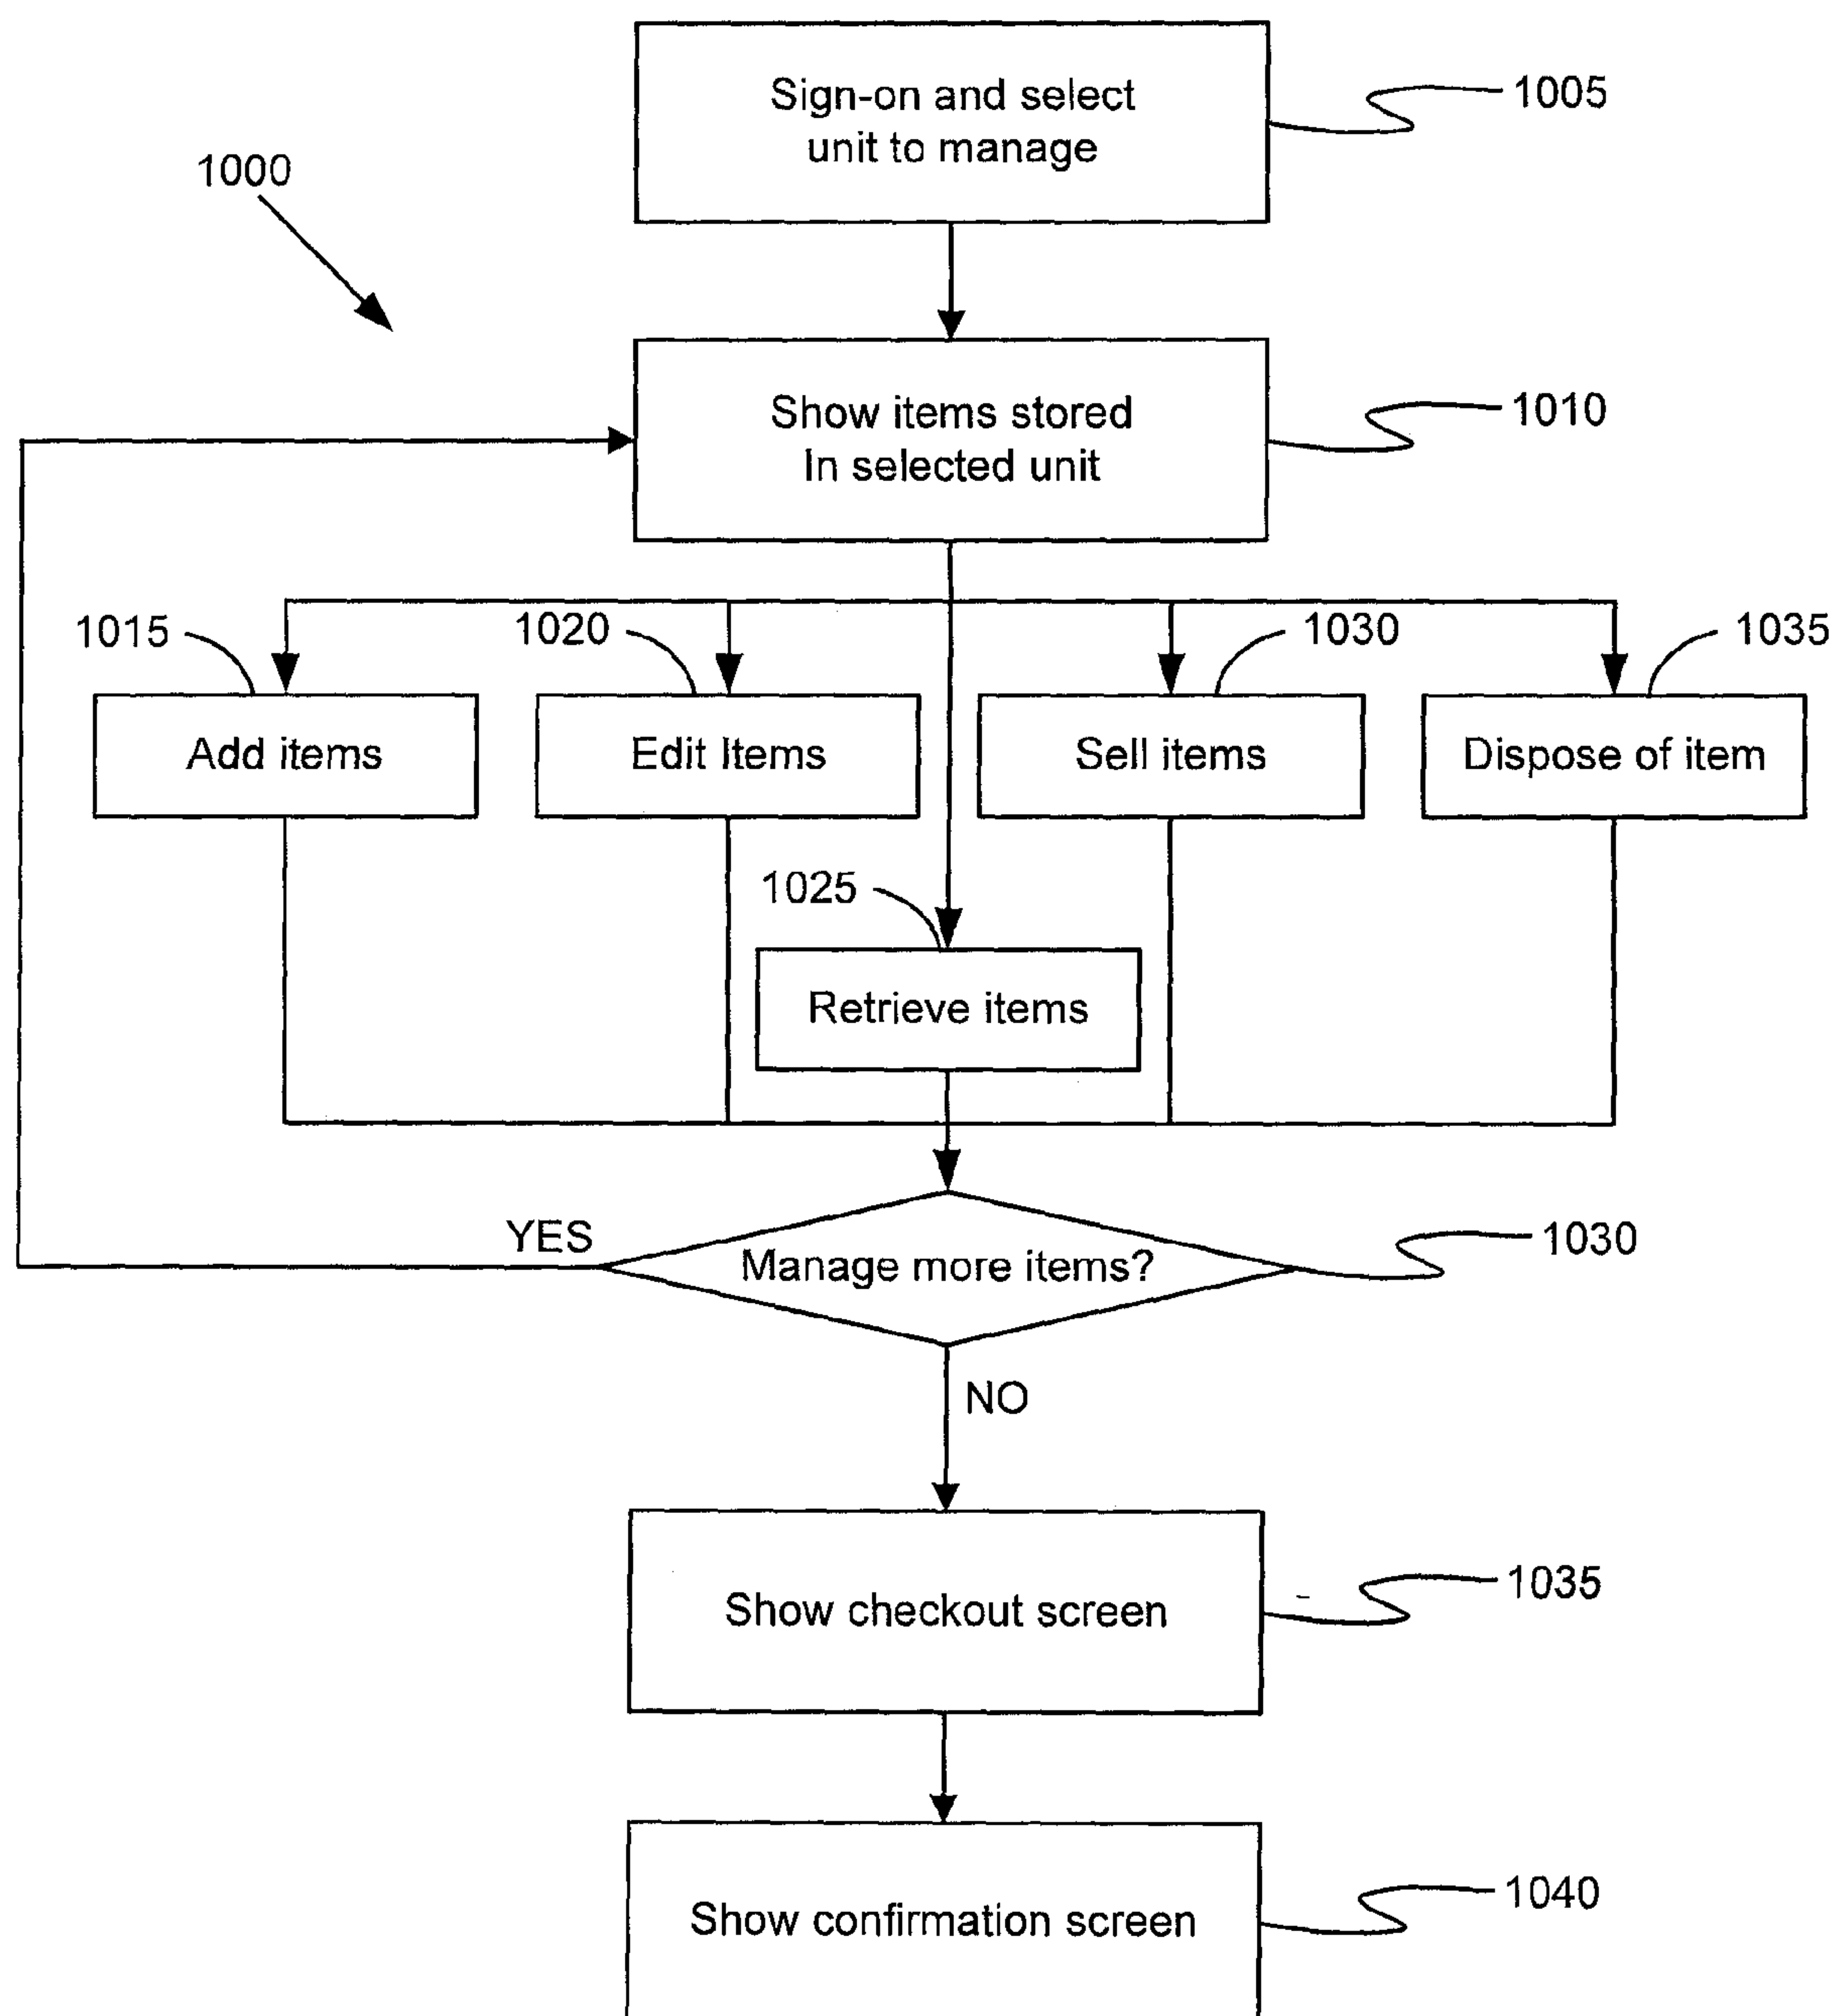 Sign-on and select
unit to manage
1005
1000
Show items stored
In selected unit
1010
1015
1020
1030
1035
Add items
Edit Items
Sell items
Dispose of item
1025
Retrieve items
YES
Manage more items?
1030
NO
Show checkout screen
1035
Show confirmation screen
1040